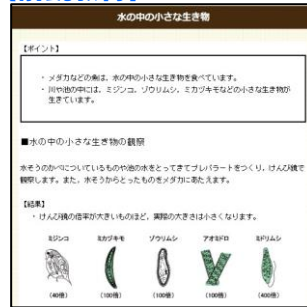 水の中の小さな生き物
【ポイント】
・メダカなどの魚は、水の中の小さな生き物を食べています。
・川や池の中には、ミジンコ、ゾウリムシ、ミカヅキモなどの小さな生き物が
生きています。
■水の中の小さな生き物の観察
水そうのかべについているものや池の水をとってきてプレパラートをつくり、けんび鏡で
観察します。また、水そうからとったものをメダカにあたえます。
【結果】
・けんび鏡の倍率が大きいものほど、実際の大きさは小さくなります。
ミジンコ ミカヅキモ ゾウリムシ アオミドロ ミドリムシ
(40倍) (100倍) (100倍) (100倍) (400倍)